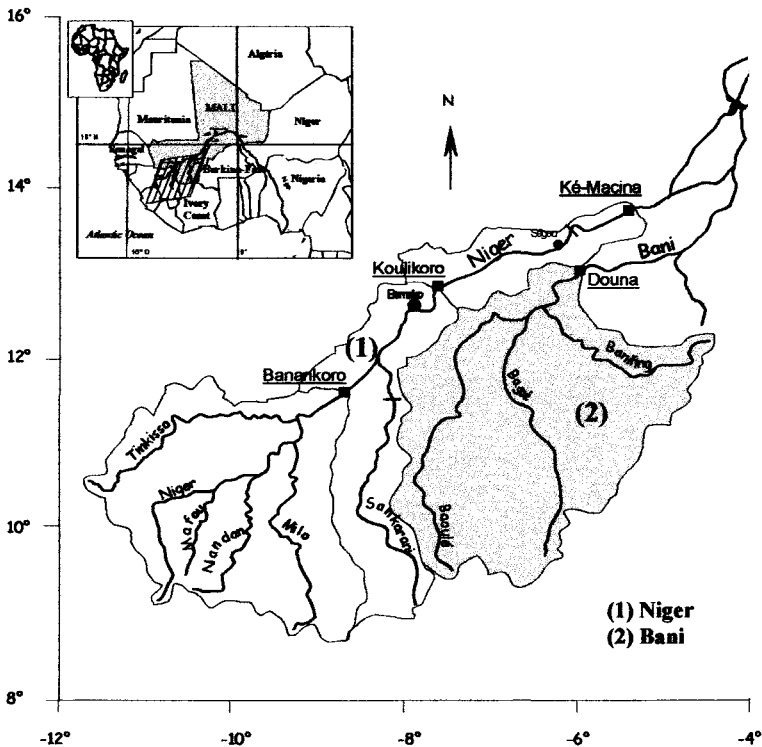 16°
14°
12°
10°
8°
-12°
-10°
-8°
-6°
-4°
Algéria
Mauritania
MALI
Niger
15° N
Senegal
Burkina-Faso
Nigeria
Ivory
Coast
Atlantic Ocean
N
Ké-Macina
Ségou
Niger
Bani
Koulikoro
Douna
Bamako
(1)
Banifing
Banankoro
Bagoé
(2)
Tinkisso
Niger
Mafou
Niandan
Milo
Sankarani
Baoulé
(1) Niger
(2) Bani